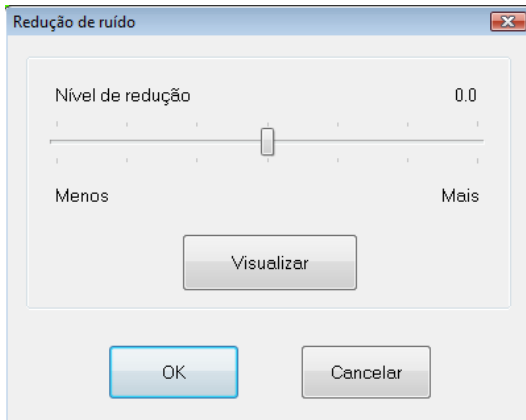 Redução de ruído
Nível de redução 0.0
Menos Mais
Visualizar
OK Cancelar